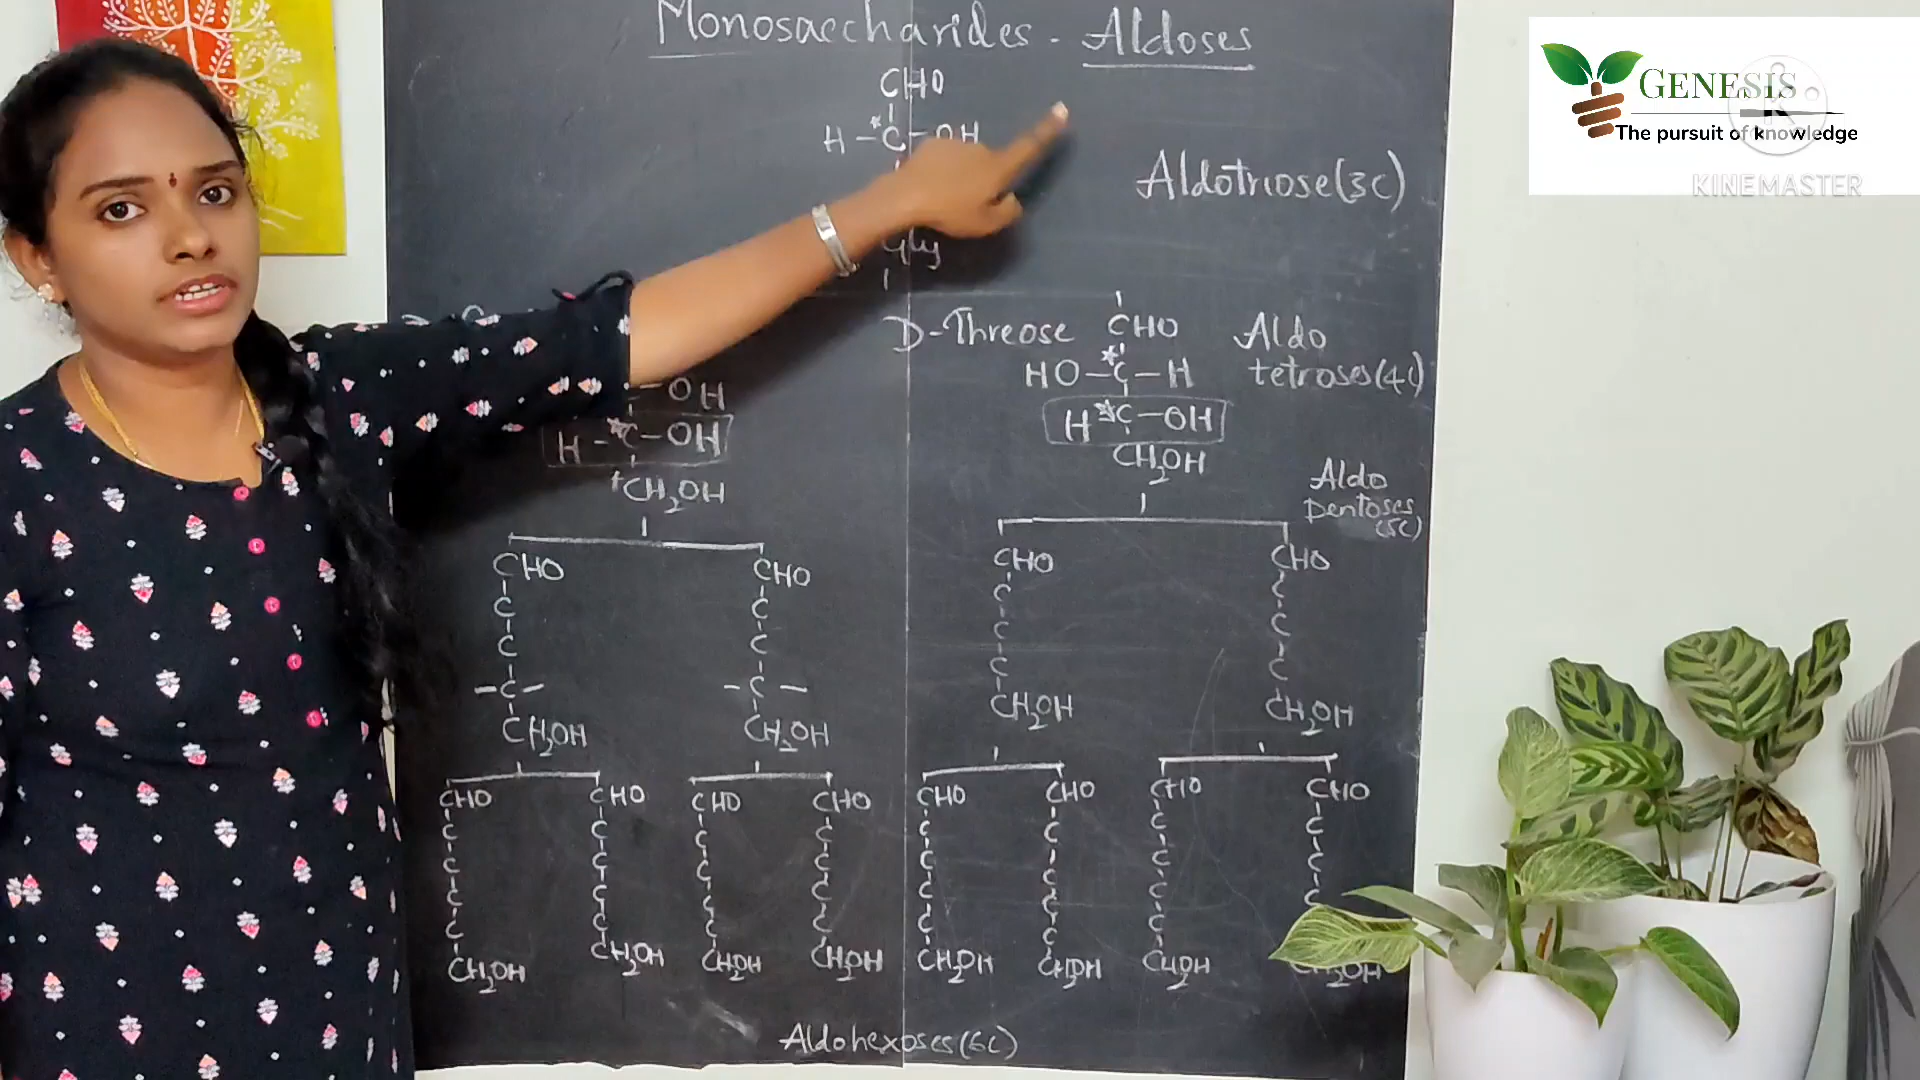 Monosaccharides - Aldoses
GENESIS
The pursuit of knowledge
KINEMASTER
CHO
H - *C - OH
Aldotriose(3C)
Gly
D-Threose
CHO
Aldo
tetroses(4C)
HO - *C - H
- OH
H *C - OH
H - *C - OH
CH2OH
CH2OH
Aldo
Pentoses
(5C)
CHO CHO CHO CHO
C C C C
C C C C
- C - - C - C C
CH2OH CH2OH CH2OH CH2OH
CHO CHO CHO CHO CHO CHO CHO CHO
C C C C C C C C
C C C C C C C C
C C C C C C C C
C C C C C C C
CH2OH CH2OH CH2OH CH2OH CH2OH CH2OH CH2OH CH2OH
Aldohexoses(6C)